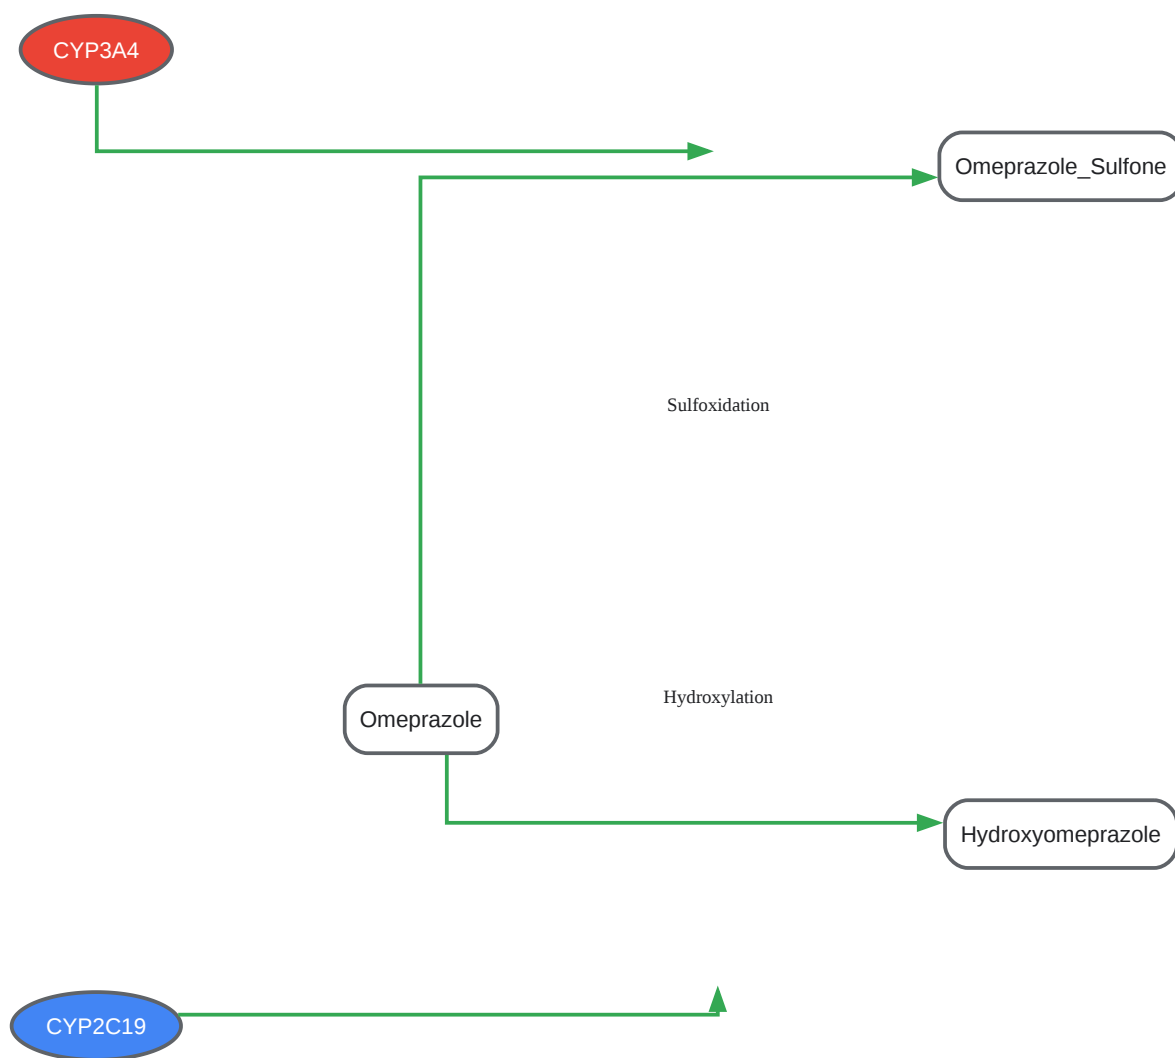 CYP3A4
Omeprazole_Sulfone
Sulfoxidation
Hydroxylation
Omeprazole
Hydroxyomeprazole
CYP2C19